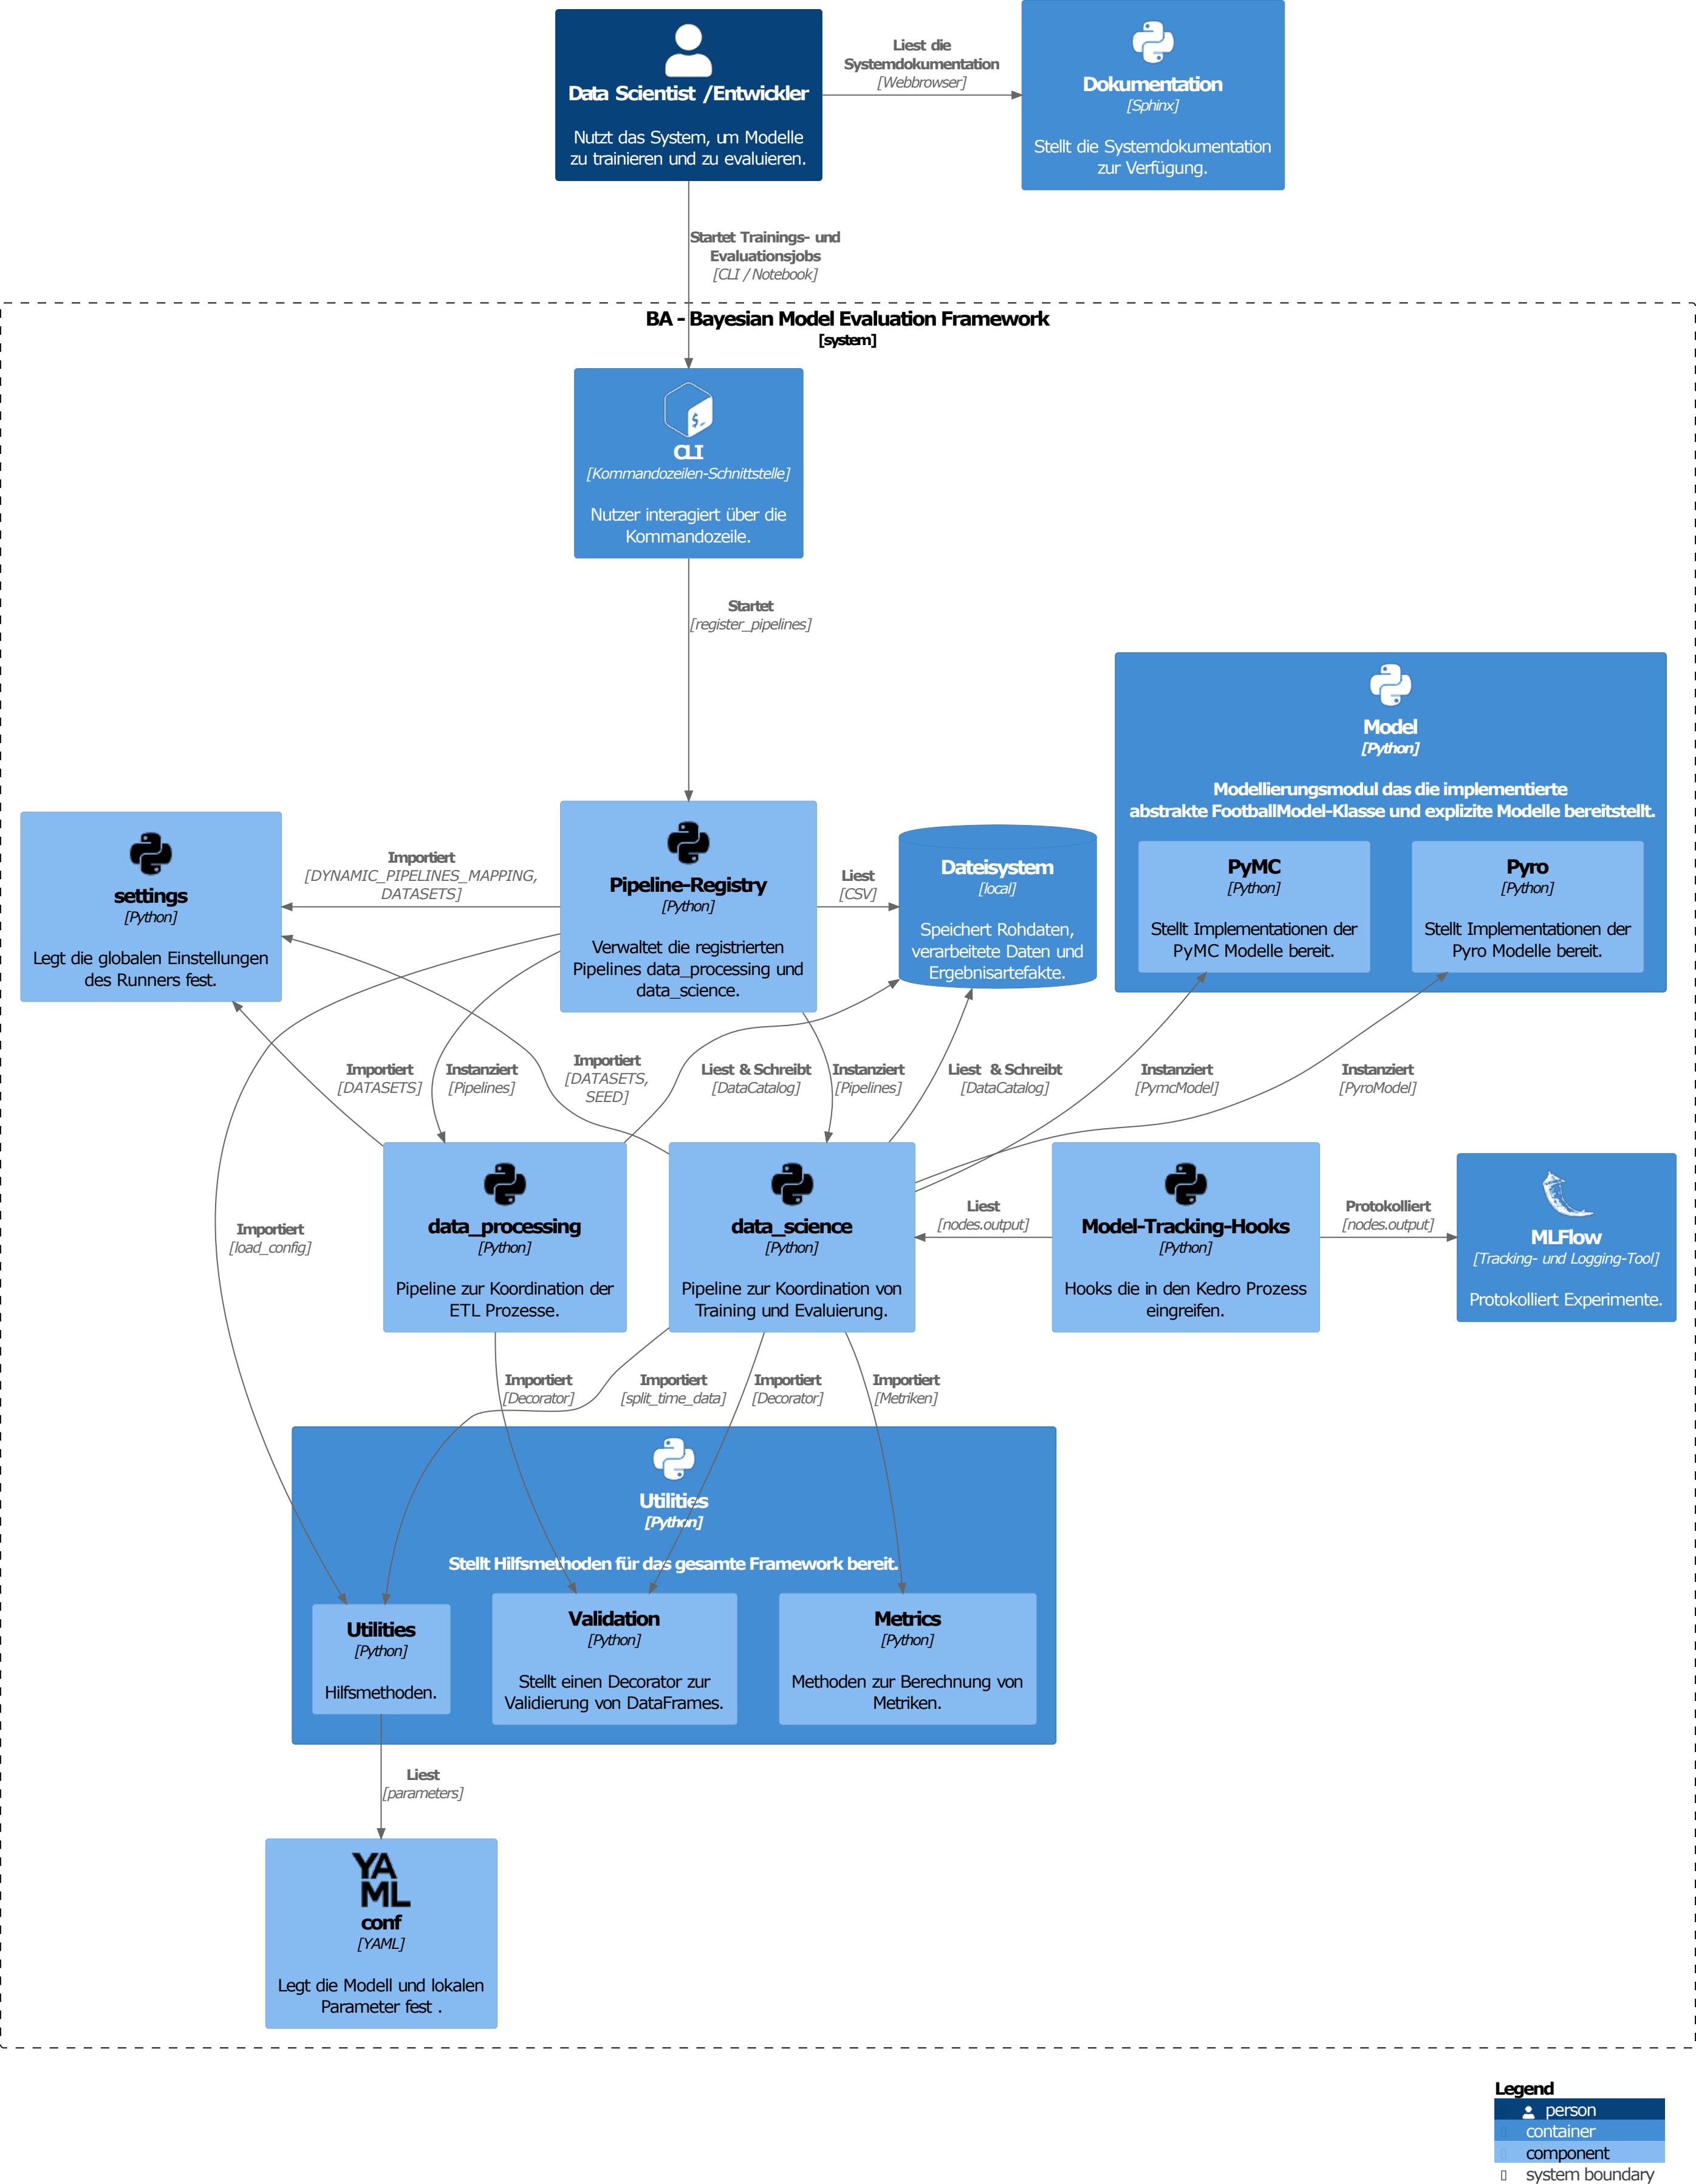 Data Scientist /Entwickler
Nutzt das System, um Modelle
zu trainieren und zu evaluieren.
Liest die
Systemdokumentation
[Webbrowser]
Dokumentation
[Sphinx]
Stellt die Systemdokumentation
zur Verfügung.
Startet Trainings- und
Evaluationsjobs
[CLI / Notebook]
BA - Bayesian Model Evaluation Framework
[system]
$_
CLI
[Kommandozeilen-Schnittstelle]
Nutzer interagiert über die
Kommandozeile.
Startet
[register_pipelines]
Model
[Python]
Modellierungsmodul das die implementierte
abstrakte FootballModel-Klasse und explizite Modelle bereitstellt.
PyMC
[Python]
Stellt Implementationen der
PyMC Modelle bereit.
Pyro
[Python]
Stellt Implementationen der
Pyro Modelle bereit.
settings
[Python]
Legt die globalen Einstellungen
des Runners fest.
Importiert
[DYNAMIC_PIPELINES_MAPPING,
DATASETS]
Pipeline-Registry
[Python]
Verwaltet die registrierten
Pipelines data_processing und
data_science.
Liest
[CSV]
Dateisystem
[local]
Speichert Rohdaten,
verarbeitete Daten und
Ergebnisartefakte.
Importiert
[DATASETS]
Instanziert
[Pipelines]
Importiert
[DATASETS,
SEED]
Liest & Schreibt
[DataCatalog]
Instanziert
[Pipelines]
Liest & Schreibt
[DataCatalog]
Instanziert
[PymcModel]
Instanziert
[PyroModel]
Importiert
[load_config]
data_processing
[Python]
Pipeline zur Koordination der
ETL Prozesse.
data_science
[Python]
Pipeline zur Koordination von
Training und Evaluierung.
Liest
[nodes.output]
Model-Tracking-Hooks
[Python]
Hooks die in den Kedro Prozess
eingreifen.
Protokolliert
[nodes.output]
MLFlow
[Tracking- und Logging-Tool]
Protokolliert Experimente.
Importiert
[Decorator]
Importiert
[split_time_data]
Importiert
[Decorator]
Importiert
[Metriken]
Utilities
[Python]
Stellt Hilfsmethoden für das gesamte Framework bereit.
Utilities
[Python]
Hilfsmethoden.
Validation
[Python]
Stellt einen Decorator zur
Validierung von DataFrames.
Metrics
[Python]
Methoden zur Berechnung von
Metriken.
Liest
[parameters]
YA
ML
conf
[YAML]
Legt die Modell und lokalen
Parameter fest .
Legend
person
container
component
system boundary